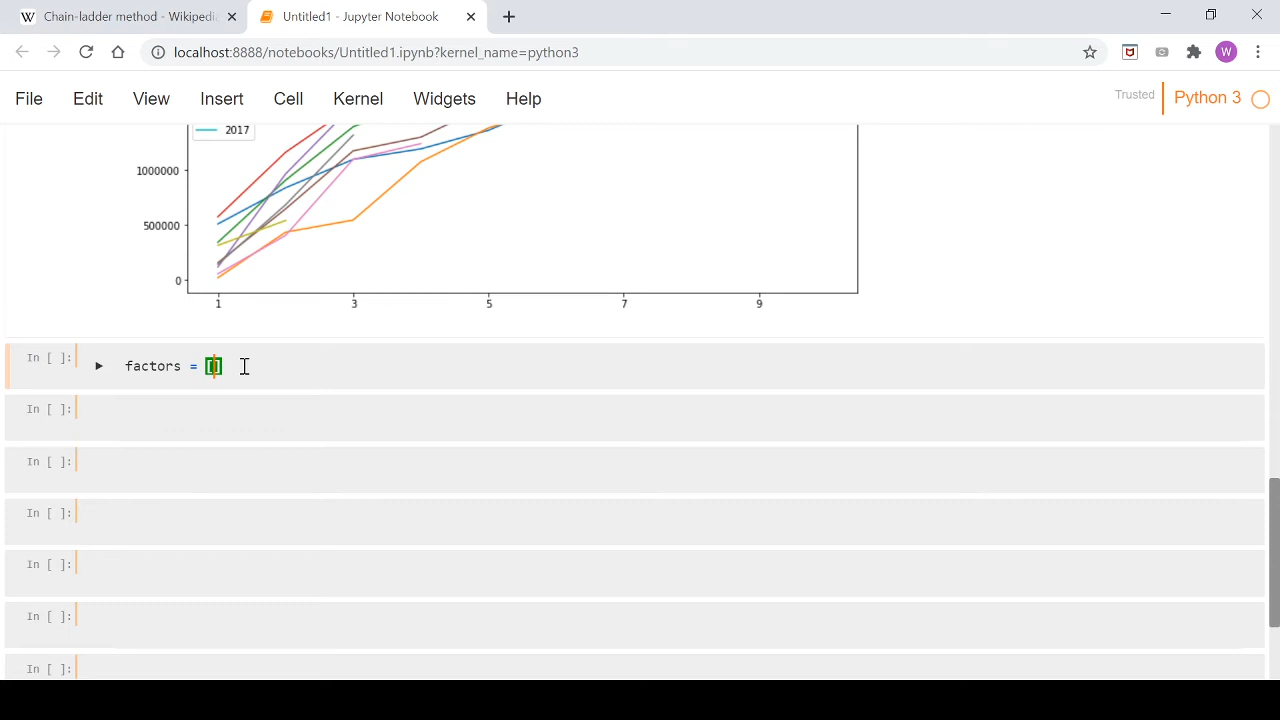 Chain-ladder method - Wikipedi
Untitled1 - Jupyter Notebook
localhost:8888/notebooks/Untitled1.ipynb?kernel_name=python3
W
File Edit View Insert Cell Kernel Widgets Help
Trusted
Python 3
2017
1000000
500000
0
1 3 5 7 9
In [ ]:
factors = []
In [ ]:
In [ ]:
In [ ]:
In [ ]:
In [ ]:
In [ ]: